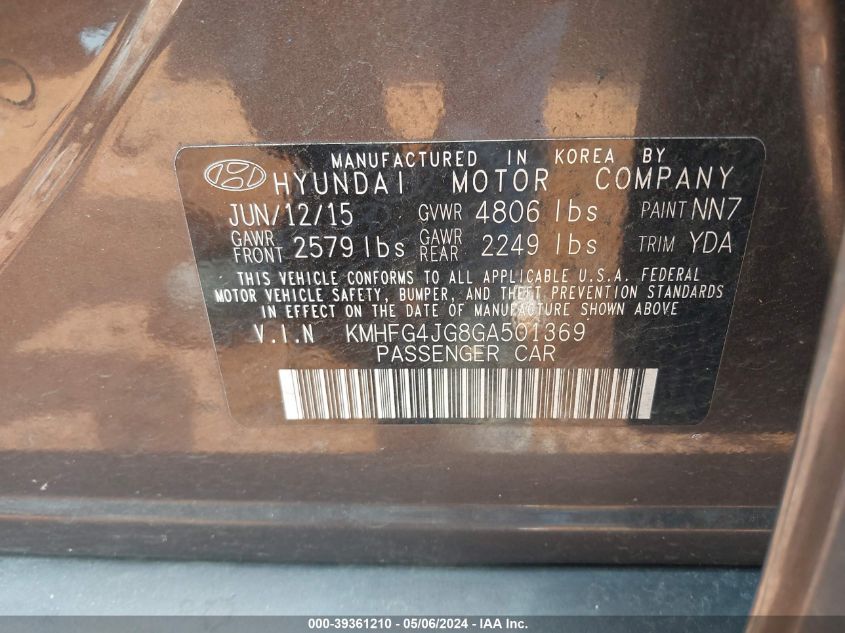 MANUFACTURED IN KOREA BY
HYUNDAI MOTOR COMPANY
JUN/12/15 GVWR 4806 lbs PAINT NN7
GAWR FRONT 2579 lbs GAWR REAR 2249 lbs TRIM YDA
THIS VEHICLE CONFORMS TO ALL APPLICABLE U.S.A. FEDERAL
MOTOR VEHICLE SAFETY, BUMPER, AND THEFT PREVENTION STANDARDS
IN EFFECT ON THE DATE OF MANUFACTURE SHOWN ABOVE
V.I.N KMHFG4JG8GA501369
PASSENGER CAR
000-39361210 - 05/06/2024 - IAA Inc.